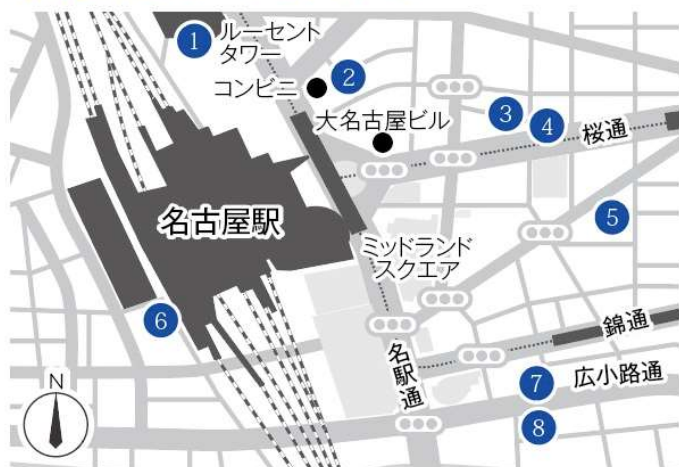 1
ルーセント
タワー
コンビニ
2
大名古屋ビル
3
4
桜通
名古屋駅
ミッドランド
スクエア
5
6
名駅通
錦通
7
広小路通
8
N